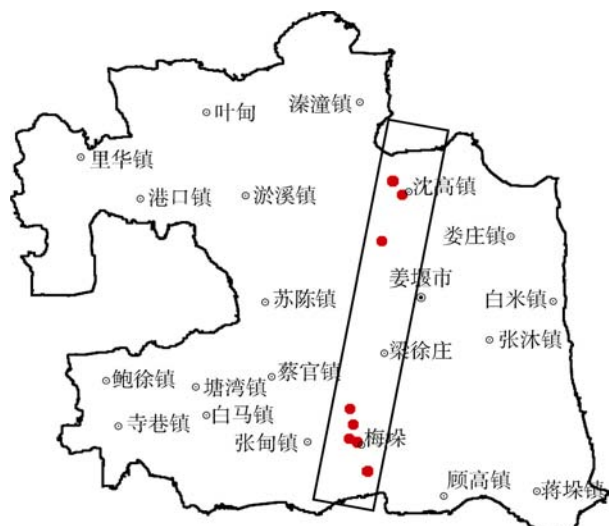 溱潼镇
叶甸
里华镇
沈高镇
港口镇
淤溪镇
娄庄镇
姜堰市
苏陈镇
白米镇
张沐镇
梁徐庄
蔡官镇
鲍徐镇
塘湾镇
白马镇
寺巷镇
张甸镇
梅垛
顾高镇
蒋垛镇